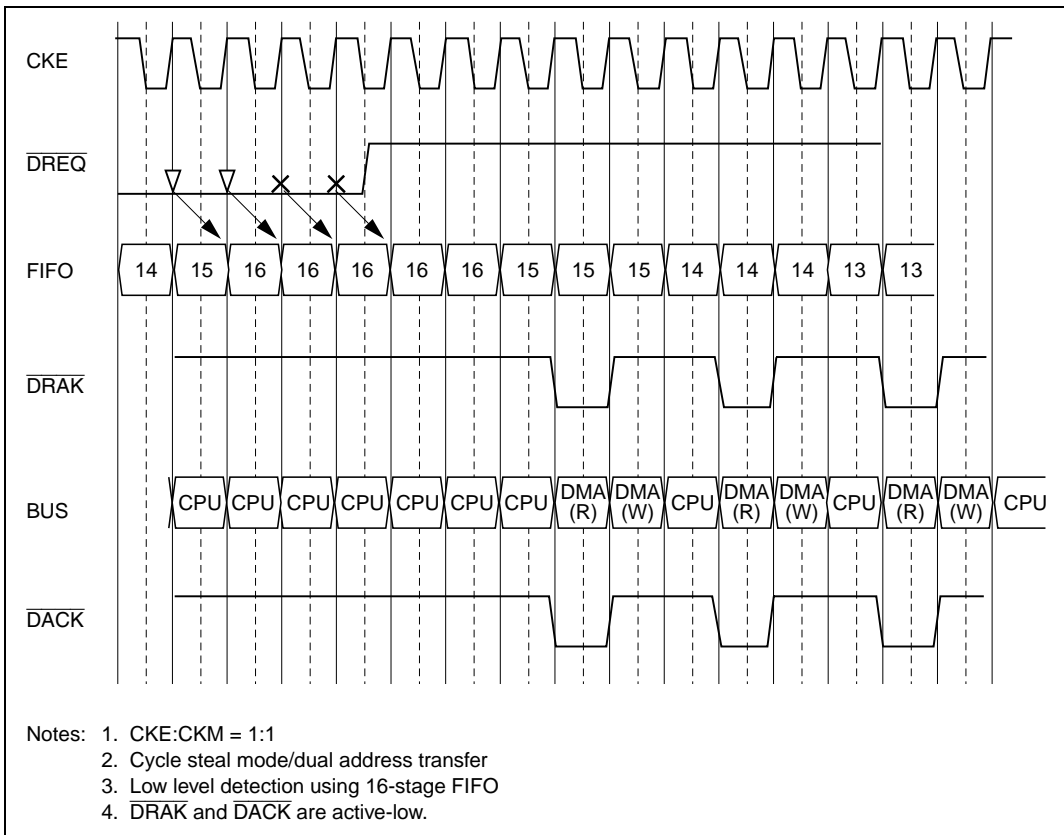 CKE
DREQ
FIFO 14 15 16 16 16 16 16 15 15 15 14 14 14 13 13
DRAK
BUS CPU CPU CPU CPU CPU CPU CPU DMA (R) DMA (W) CPU DMA (R) DMA (W) CPU DMA (R) DMA (W) CPU
DACK
Notes: 1. CKE:CKM = 1:1
2. Cycle steal mode/dual address transfer
3. Low level detection using 16-stage FIFO
4. DRAK and DACK are active-low.